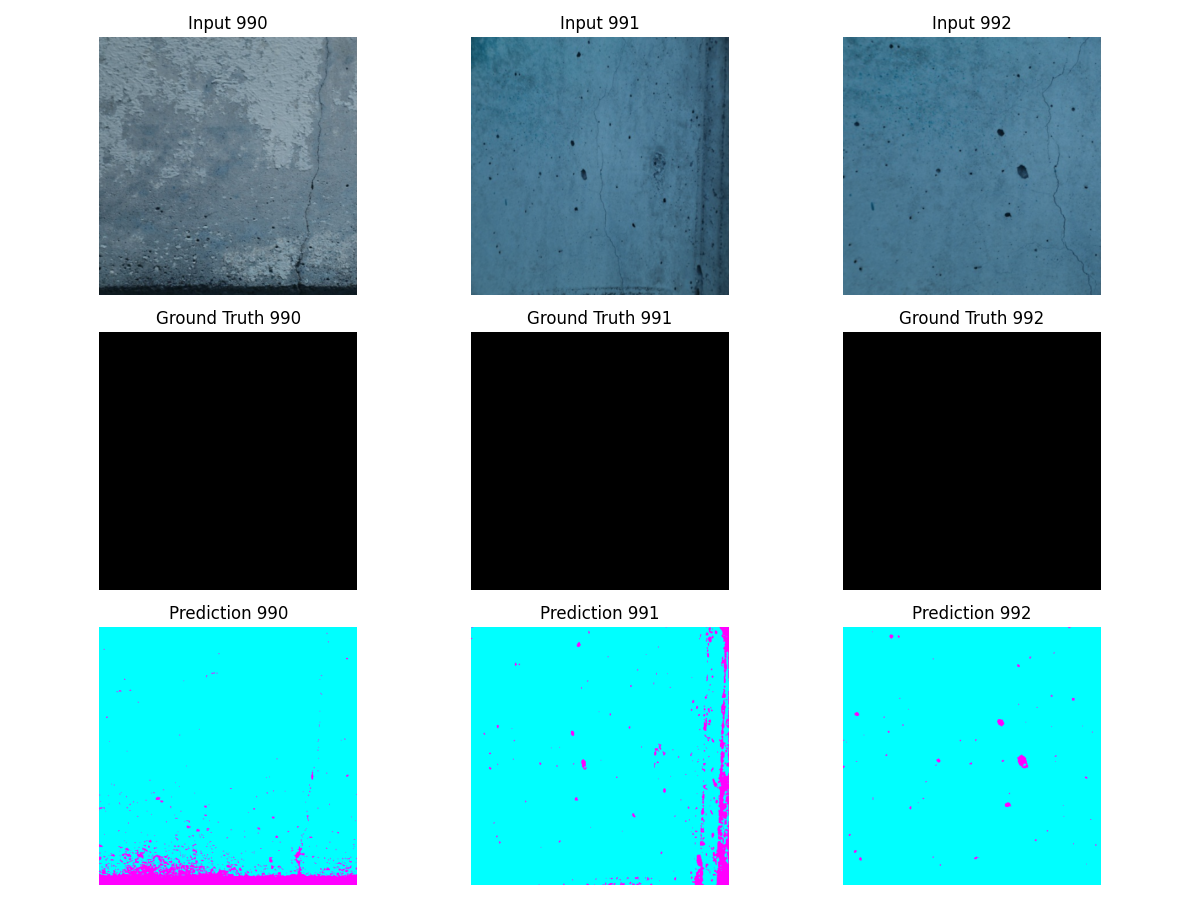 Input 990
Input 991
Input 992
Ground Truth 990
Ground Truth 991
Ground Truth 992
Prediction 990
Prediction 991
Prediction 992